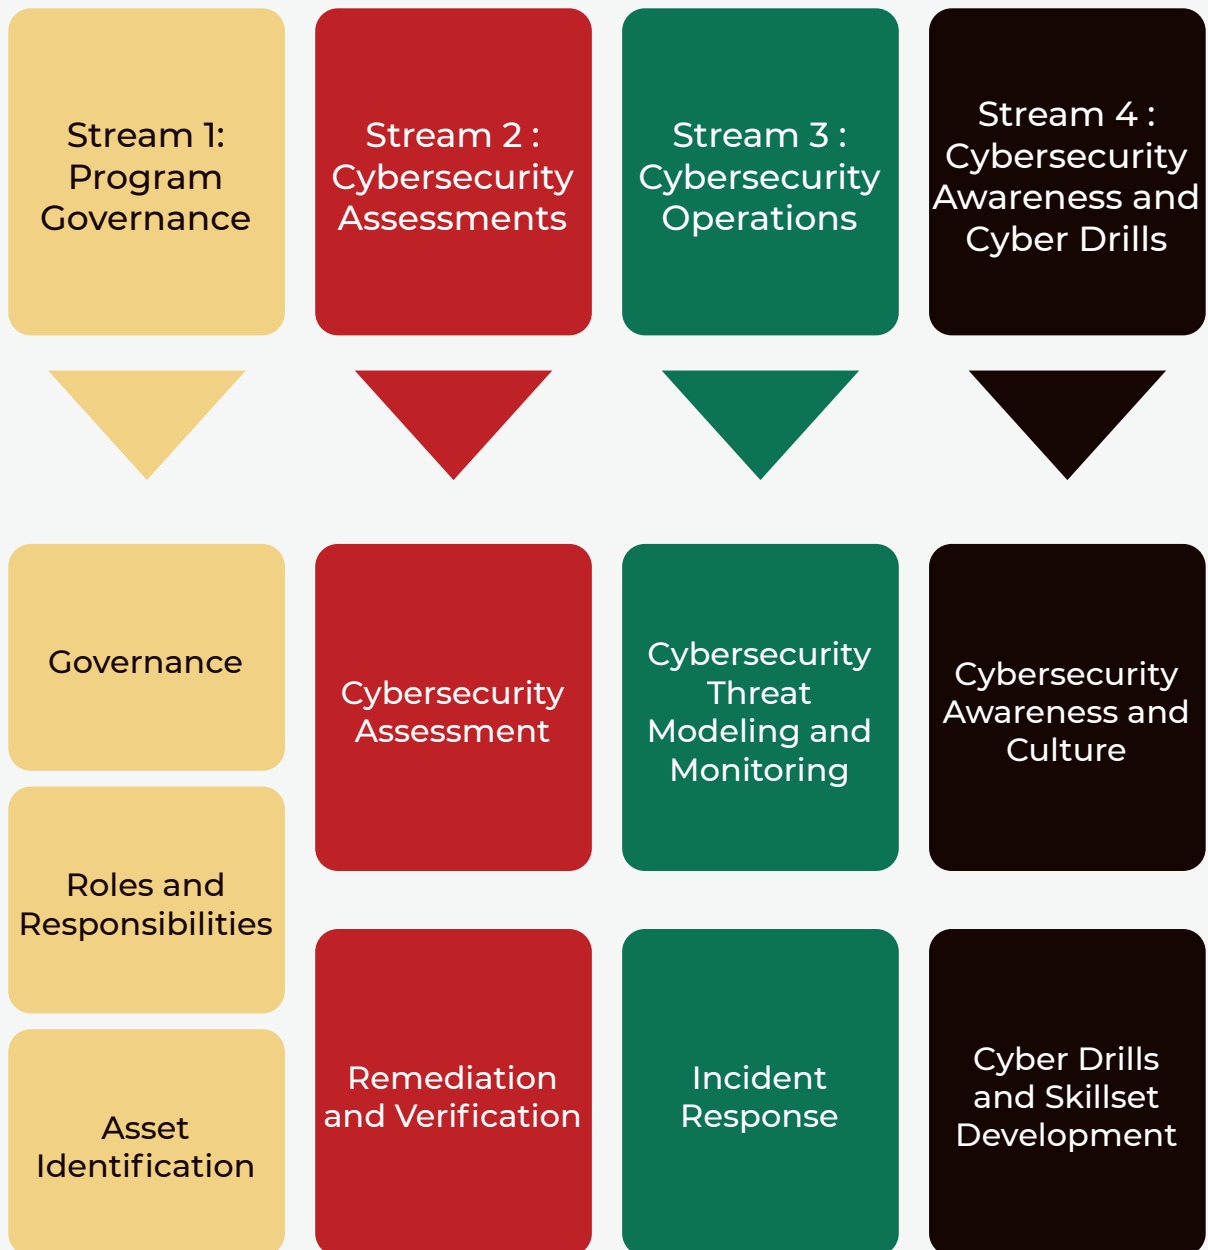 Stream 1:
Program
Governance
Stream 2 :
Cybersecurity
Assessments
Stream 3 :
Cybersecurity
Operations
Stream 4 :
Cybersecurity
Awareness and
Cyber Drills
Governance
Roles and
Responsibilities
Asset
Identification
Cybersecurity
Assessment
Remediation
and Verification
Cybersecurity
Threat
Modeling and
Monitoring
Incident
Response
Cybersecurity
Awareness and
Culture
Cyber Drills
and Skillset
Development